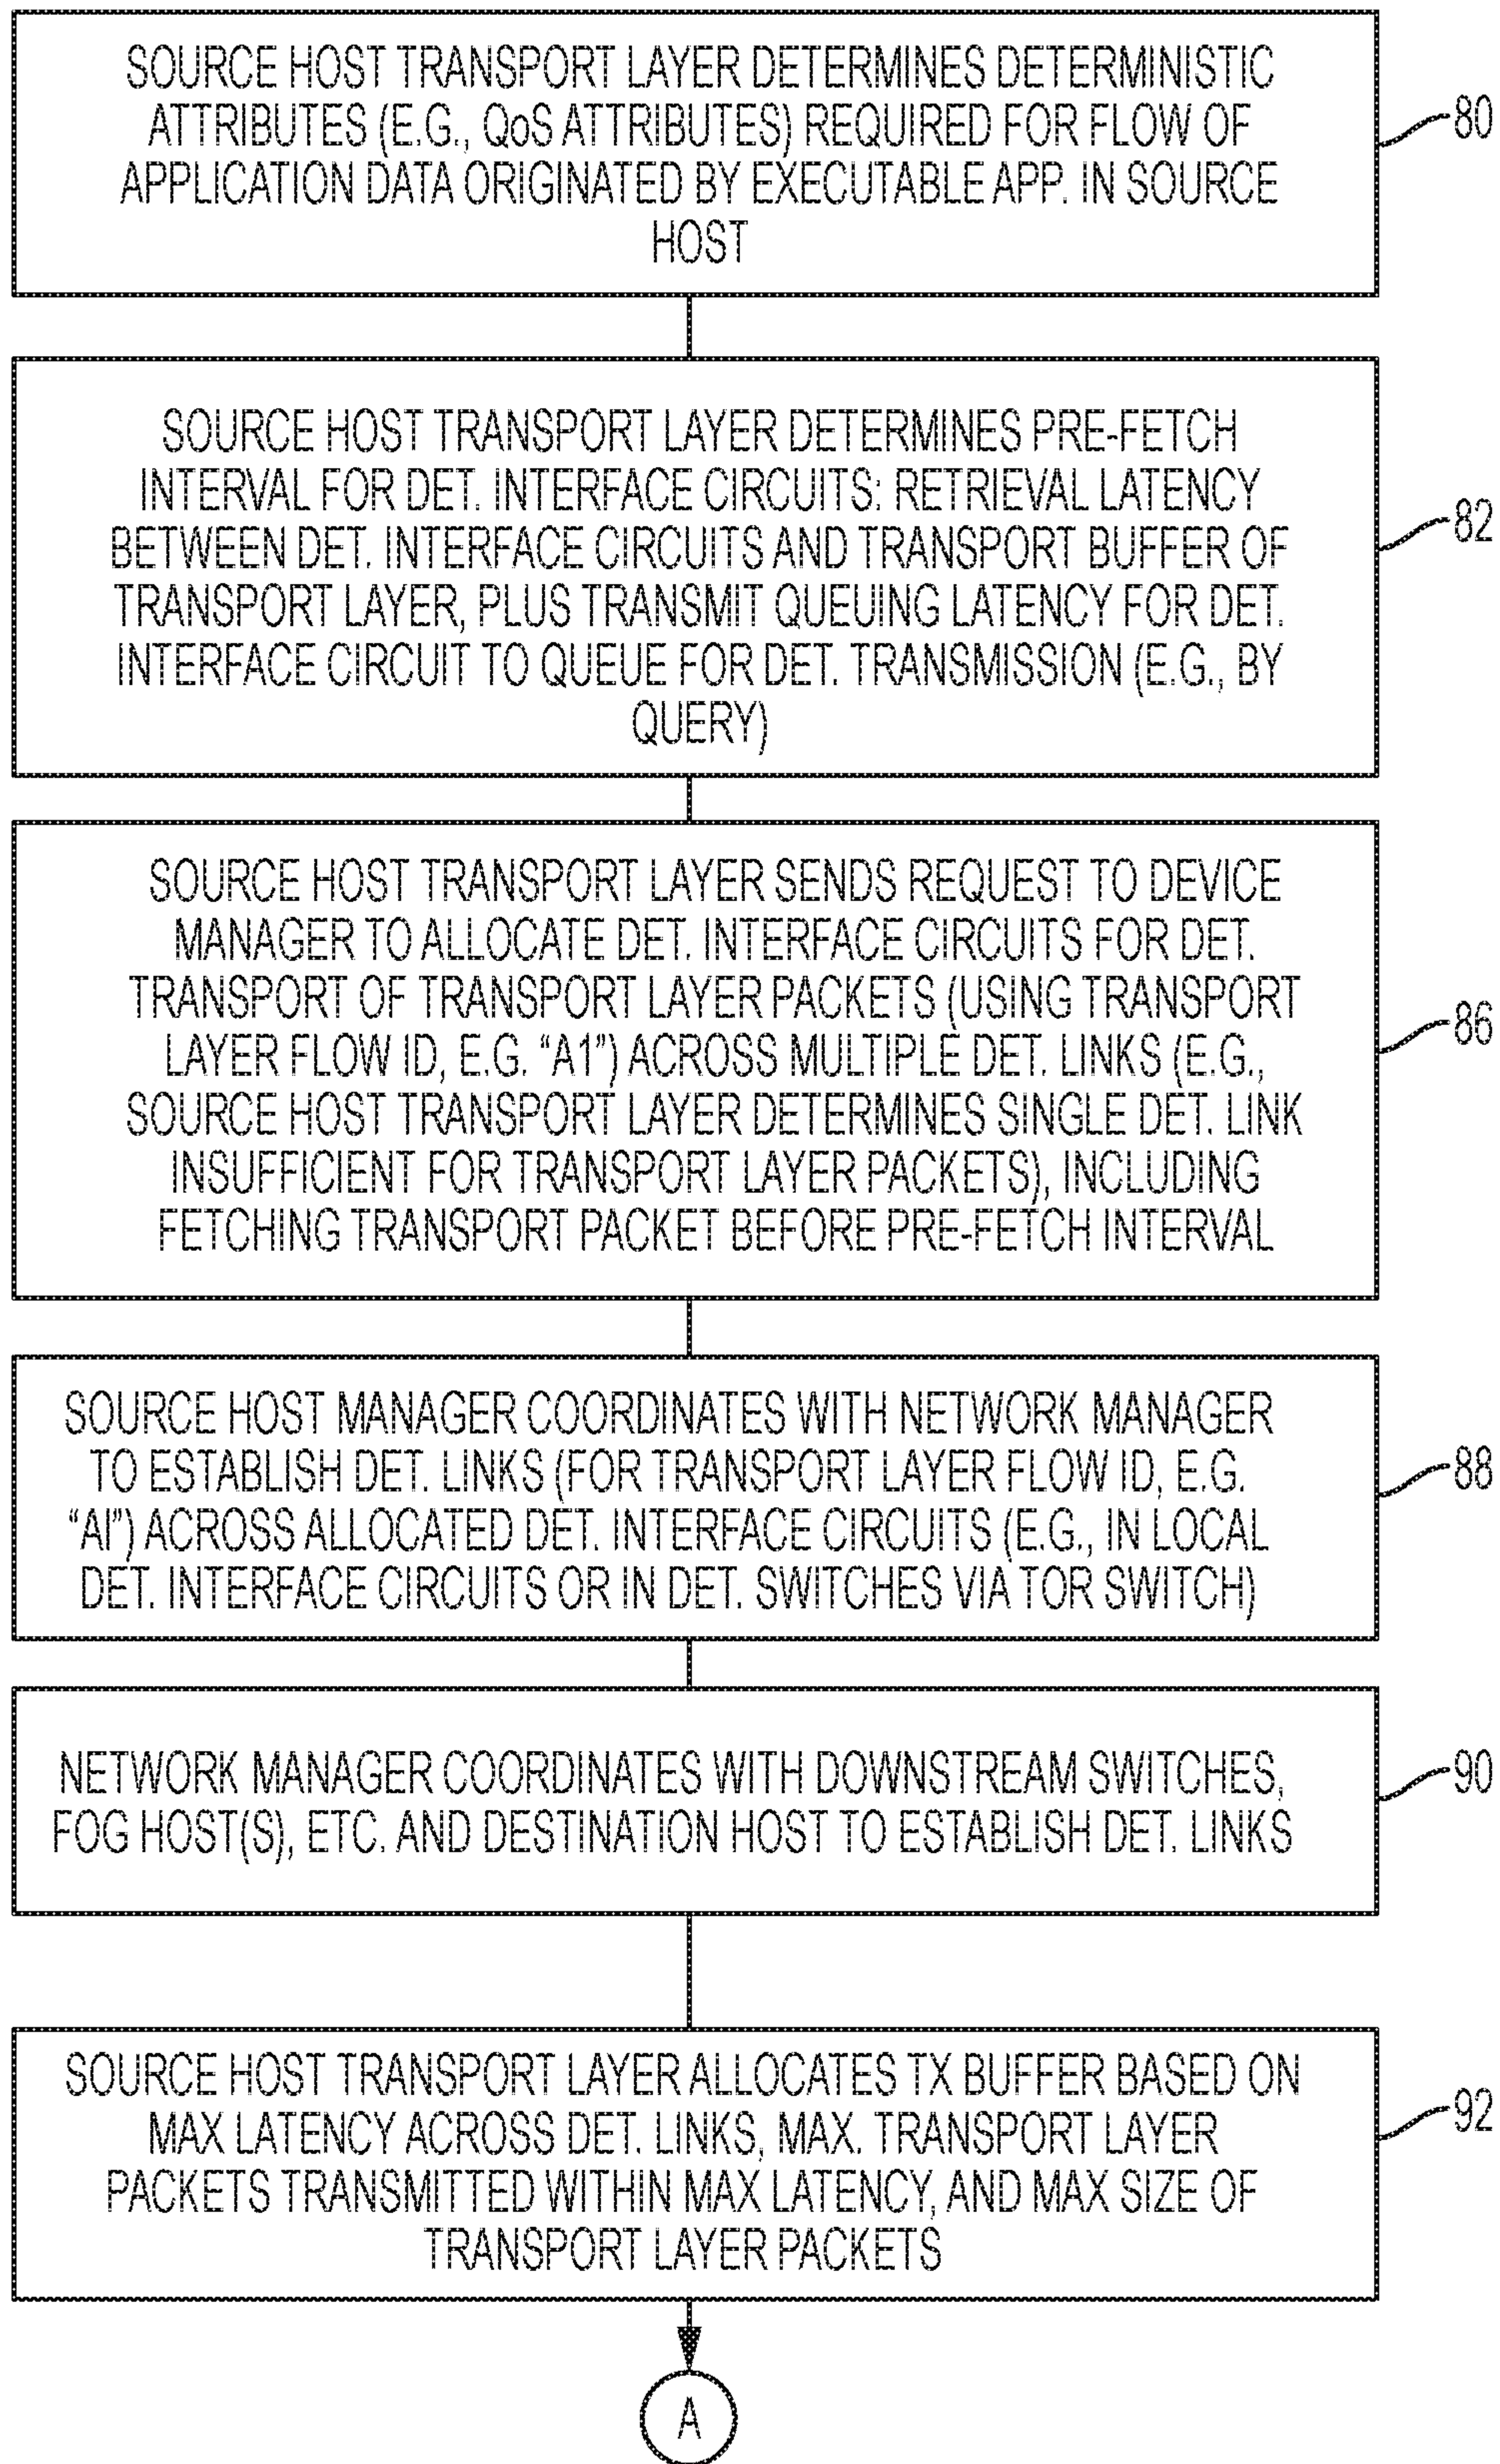 SOURCE HOST TRANSPORT LAYER DETERMINES DETERMINISTIC
ATTRIBUTES (E.G., QoS ATTRIBUTES) REQUIRED FOR FLOW OF
APPLICATION DATA ORIGINATED BY EXECUTABLE APP. IN SOURCE
HOST
80
SOURCE HOST TRANSPORT LAYER DETERMINES PRE-FETCH
INTERVAL FOR DET. INTERFACE CIRCUITS: RETRIEVAL LATENCY
BETWEEN DET. INTERFACE CIRCUITS AND TRANSPORT BUFFER OF
TRANSPORT LAYER, PLUS TRANSMIT QUEUING LATENCY FOR DET.
INTERFACE CIRCUIT TO QUEUE FOR DET. TRANSMISSION (E.G., BY
QUERY)
82
SOURCE HOST TRANSPORT LAYER SENDS REQUEST TO DEVICE
MANAGER TO ALLOCATE DET. INTERFACE CIRCUITS FOR DET.
TRANSPORT OF TRANSPORT LAYER PACKETS (USING TRANSPORT
LAYER FLOW ID, E.G. “A1”) ACROSS MULTIPLE DET. LINKS (E.G.,
SOURCE HOST TRANSPORT LAYER DETERMINES SINGLE DET. LINK
INSUFFICIENT FOR TRANSPORT LAYER PACKETS), INCLUDING
FETCHING TRANSPORT PACKET BEFORE PRE-FETCH INTERVAL
86
SOURCE HOST MANAGER COORDINATES WITH NETWORK MANAGER
TO ESTABLISH DET. LINKS (FOR TRANSPORT LAYER FLOW ID, E.G.
“AI”) ACROSS ALLOCATED DET. INTERFACE CIRCUITS (E.G., IN LOCAL
DET. INTERFACE CIRCUITS OR IN DET. SWITCHES VIA TOR SWITCH)
88
NETWORK MANAGER COORDINATES WITH DOWNSTREAM SWITCHES,
FOG HOST(S), ETC. AND DESTINATION HOST TO ESTABLISH DET. LINKS
90
SOURCE HOST TRANSPORT LAYER ALLOCATES TX BUFFER BASED ON
MAX LATENCY ACROSS DET. LINKS, MAX. TRANSPORT LAYER
PACKETS TRANSMITTED WITHIN MAX LATENCY, AND MAX SIZE OF
TRANSPORT LAYER PACKETS
92
A